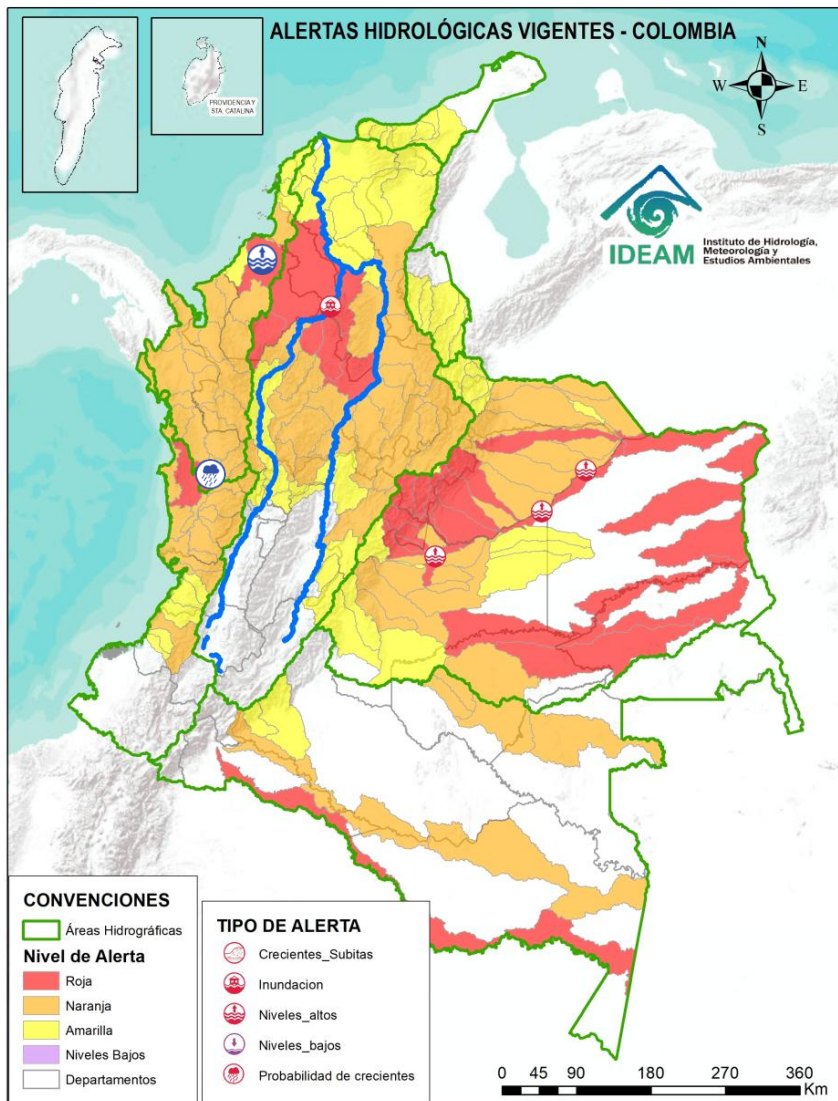 ALERTAS HIDROLÓGICAS VIGENTES - COLOMBIA
PROVIDENCIA Y
STA. CATALINA
N
W
E
S
IDEAM
Instituto de Hidrología,
Meteorología y
Estudios Ambientales
CONVENCIONES
Áreas Hidrográficas
Nivel de Alerta
Roja
Naranja
Amarilla
Niveles Bajos
Departamentos
TIPO DE ALERTA
Crecientes_Subitas
Inundacion
Niveles_altos
Niveles_bajos
Probabilidad de crecientes
0 45 90 180 270 360
Km